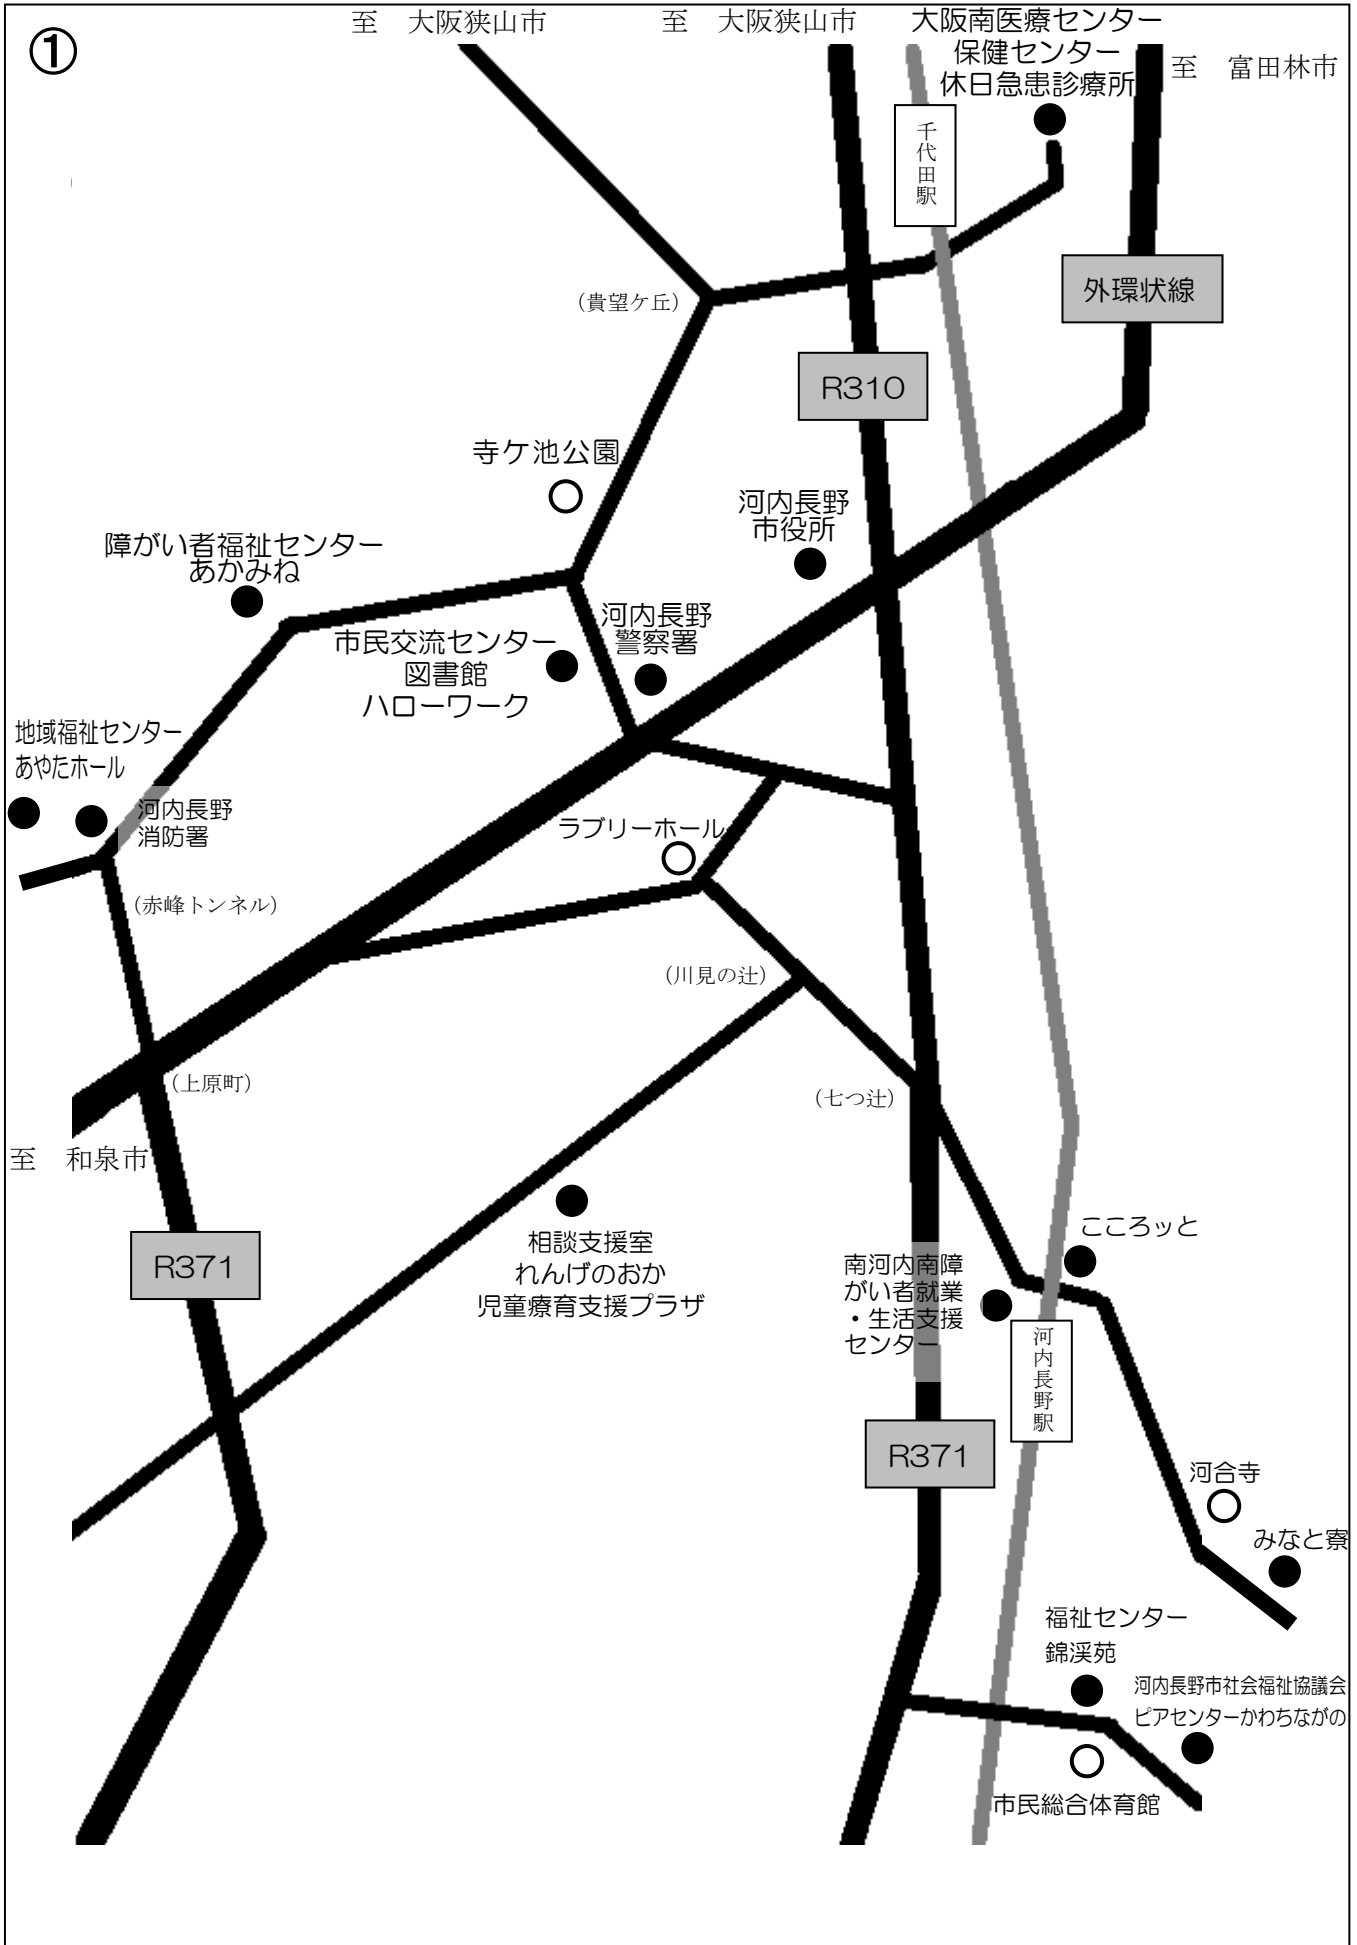 ①
至　大阪狭山市
至　大阪狭山市
大阪南医療センター
保健センター
休日急患診療所
至　富田林市
千代田駅
外環状線
（貴望ケ丘）
R310
寺ケ池公園
河内長野
市役所
障がい者福祉センター
あかみね
河内長野
警察署
市民交流センター
図書館
ハローワーク
地域福祉センター
あやたホール
河内長野
消防署
ラブリーホール
（赤峰トンネル）
（川見の辻）
（上原町）
（七つ辻）
至　和泉市
R371
相談支援室
れんげのおか
児童療育支援プラザ
こころッと
南河内南障
がい者就業
・生活支援
センター
河内長野駅
R371
河合寺
みなと寮
福祉センター
錦渓苑
河内長野市社会福祉協議会
ピアセンターかわちながの
市民総合体育館